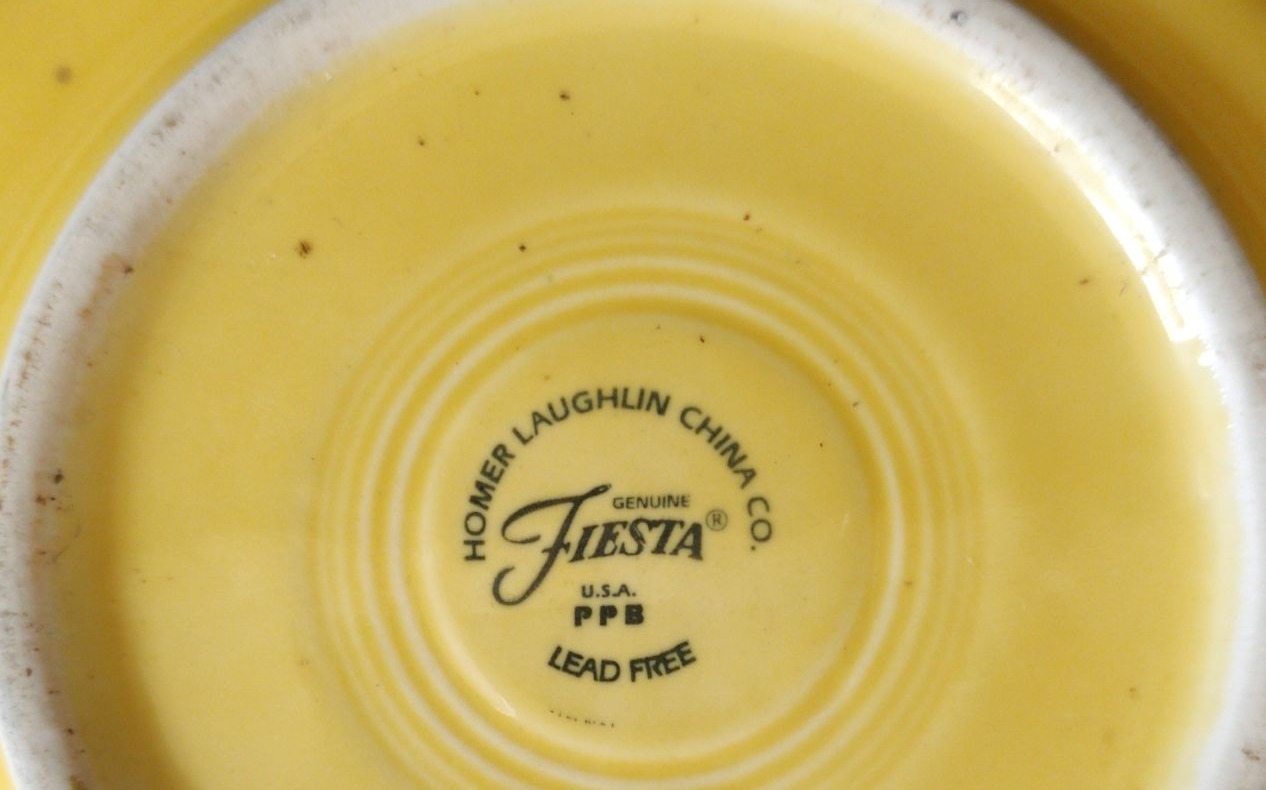 HOMER LAUGHLIN CHINA CO.
GENUINE
FIESTA®
U.S.A.
PPB
LEAD FREE